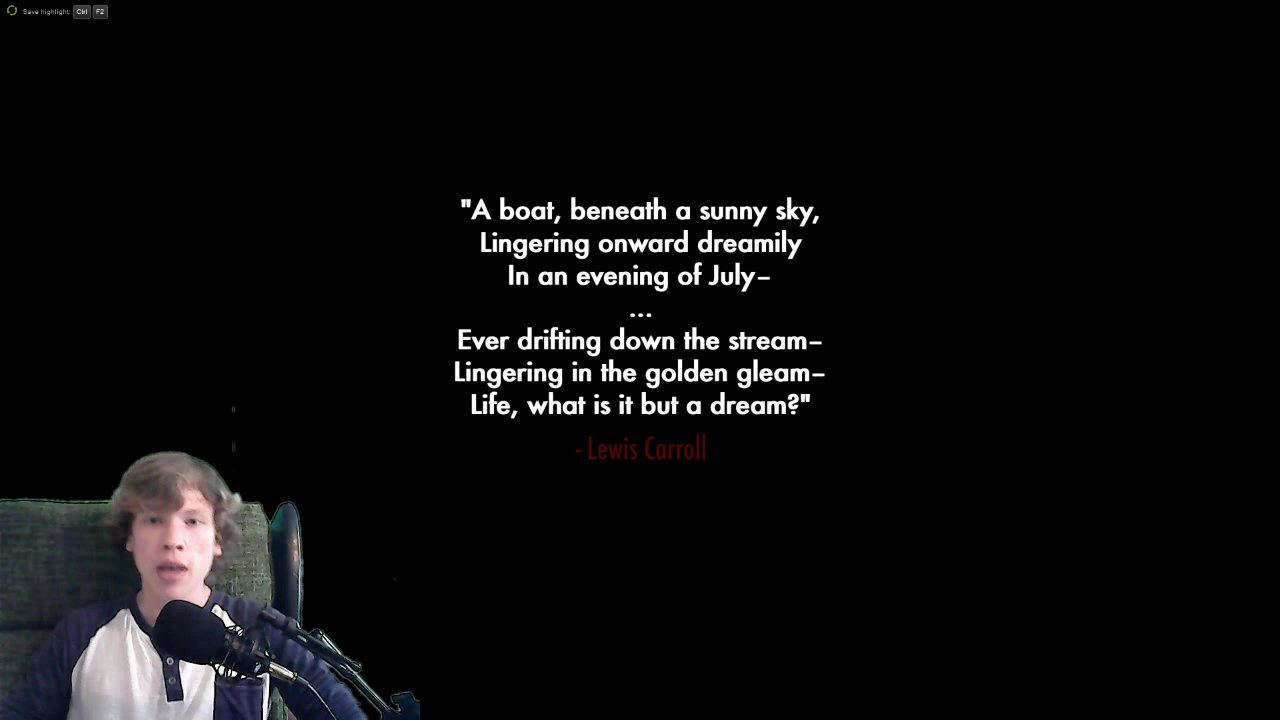 Save highlight: Ctrl F2
"A boat, beneath a sunny sky,
Lingering onward dreamily
In an evening of July–
...
Ever drifting down the stream–
Lingering in the golden gleam–
Life, what is it but a dream?"
- Lewis Carroll